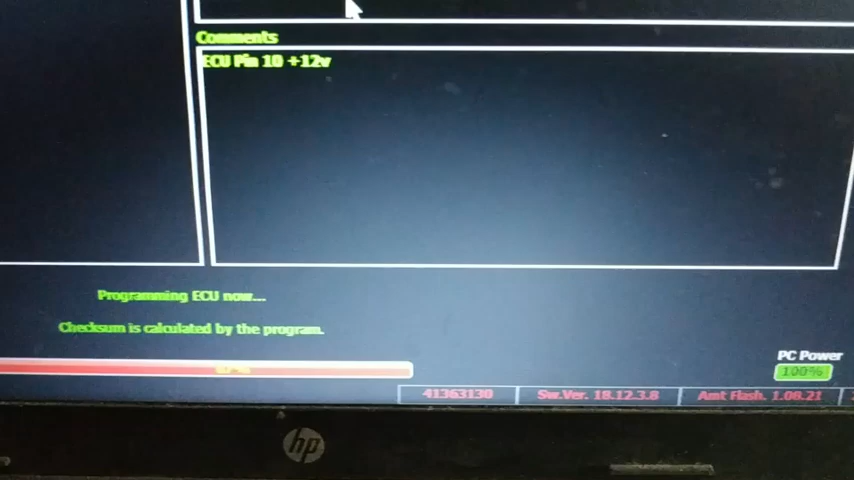 Comments
ECU Pin 10 +12v
Programming ECU now...
Checksum is calculated by the program.
PC Power
100%
41363130
Sw.Ver. 18.12.3.8
Amt Flash. 1.08.21
hp